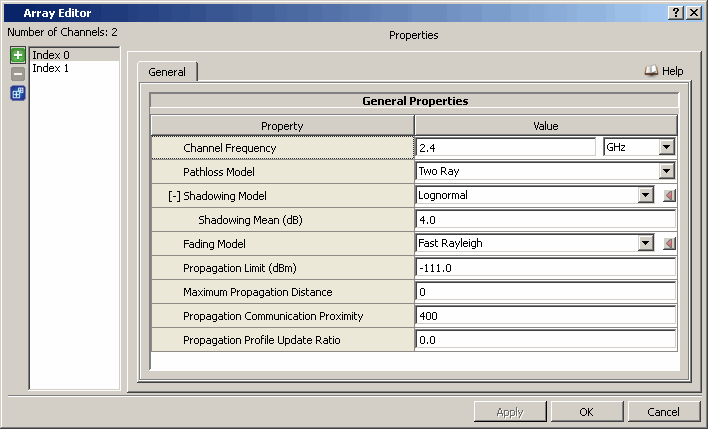 Array Editor
Number of Channels: 2
Properties
Index 0
Index 1
General
Help
General Properties
Property Value
Channel Frequency 2.4 GHz
Pathloss Model Two Ray
[-] Shadowing Model Lognormal
Shadowing Mean (dB) 4.0
Fading Model Fast Rayleigh
Propagation Limit (dBm) -111.0
Maximum Propagation Distance 0
Propagation Communication Proximity 400
Propagation Profile Update Ratio 0.0
Apply OK Cancel